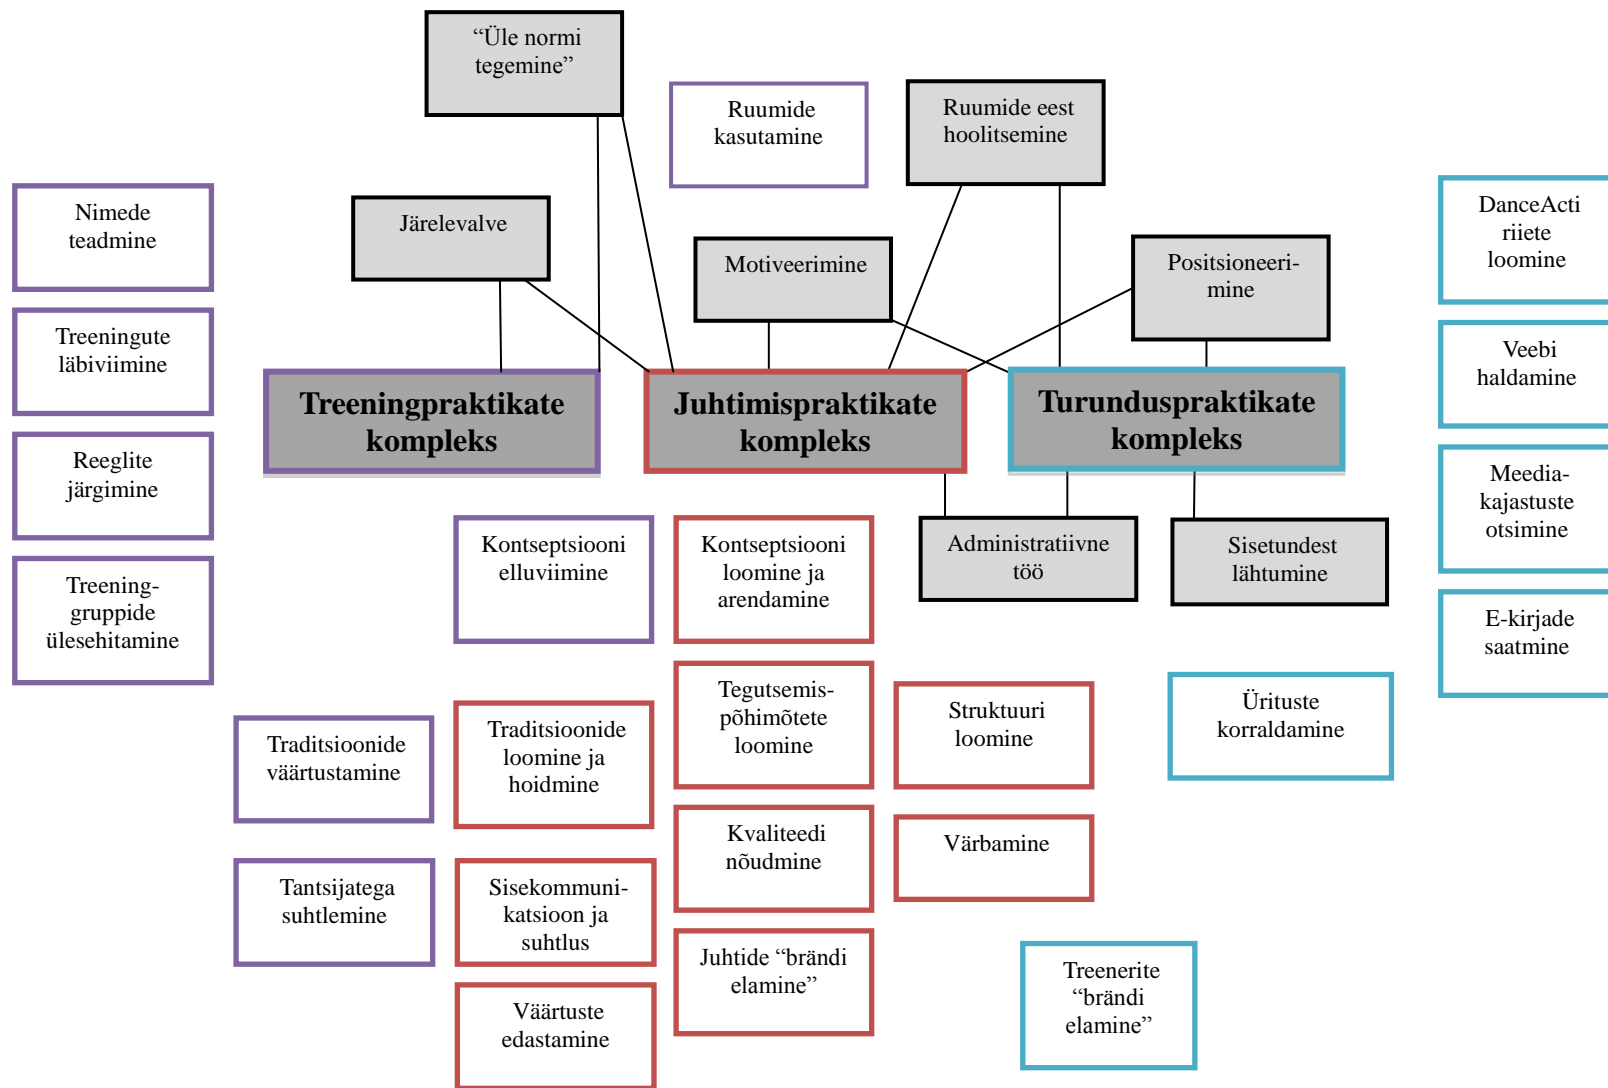 “Üle normi
tegemine”
Ruumide
kasutamine
Ruumide eest
hoolitsemine
Nimede
teadmine
Järelevalve
Motiveerimine
Positsioneeri-
mine
DanceActi
riiete
loomine
Treeningute
läbiviimine
Veebi
haldamine
Treeningpraktikate
kompleks
Juhtimispraktikate
kompleks
Turunduspraktikate
kompleks
Reeglite
järgimine
Meedia-
kajastuste
otsimine
Kontseptsiooni
elluviimine
Kontseptsiooni
loomine ja
arendamine
Administratiivne
töö
Sisetundest
lähtumine
Treening-
gruppide
ülesehitamine
E-kirjade
saatmine
Traditsioonide
väärtustamine
Traditsioonide
loomine ja
hoidmine
Tegutsemis-
põhimõtete
loomine
Struktuuri
loomine
Ürituste
korraldamine
Kvaliteedi
nõudmine
Värbamine
Tantsijatega
suhtlemine
Sisekommuni-
katsioon ja
suhtlus
Juhtide “brändi
elamine”
Treenerite
“brändi
elamine”
Väärtuste
edastamine